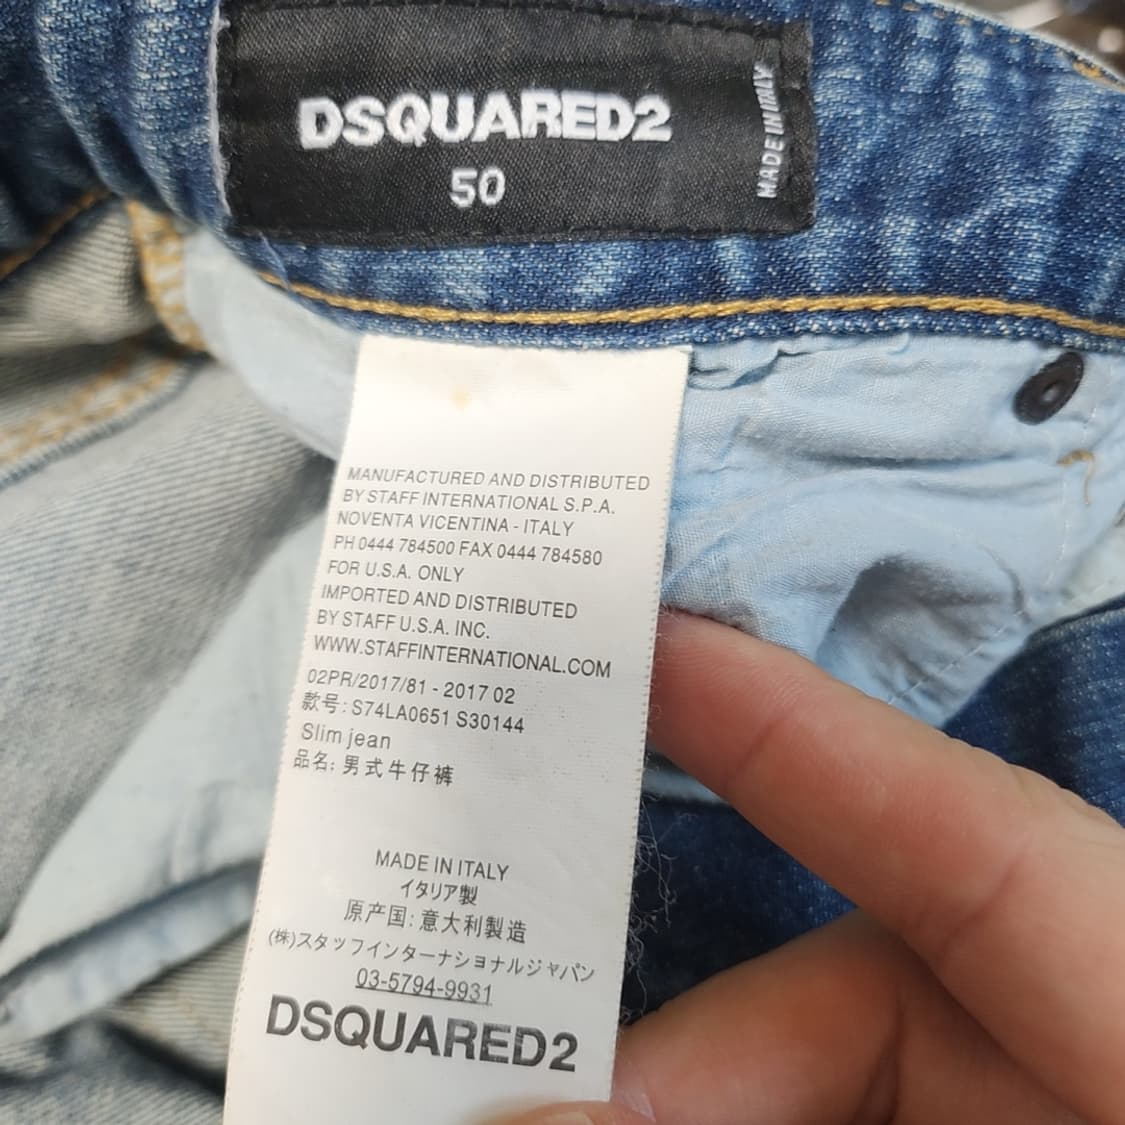 DSQUARED2
50
MADE IN ITALY
MANUFACTURED AND DISTRIBUTED
BY STAFF INTERNATIONAL S.P.A.
NOVENTA VICENTINA - ITALY
PH 0444 784500 FAX 0444 784580
FOR U.S.A. ONLY
IMPORTED AND DISTRIBUTED
BY STAFF U.S.A. INC.
WWW.STAFFINTERNATIONAL.COM
02PR/2017/81 - 2017 02
款号: S74LA0651 S30144
Slim jean
品名: 男式牛仔裤
MADE IN ITALY
イタリア製
原产国: 意大利製造
(株)スタッフインターナショナルジャパン
03-5794-9931
DSQUARED2